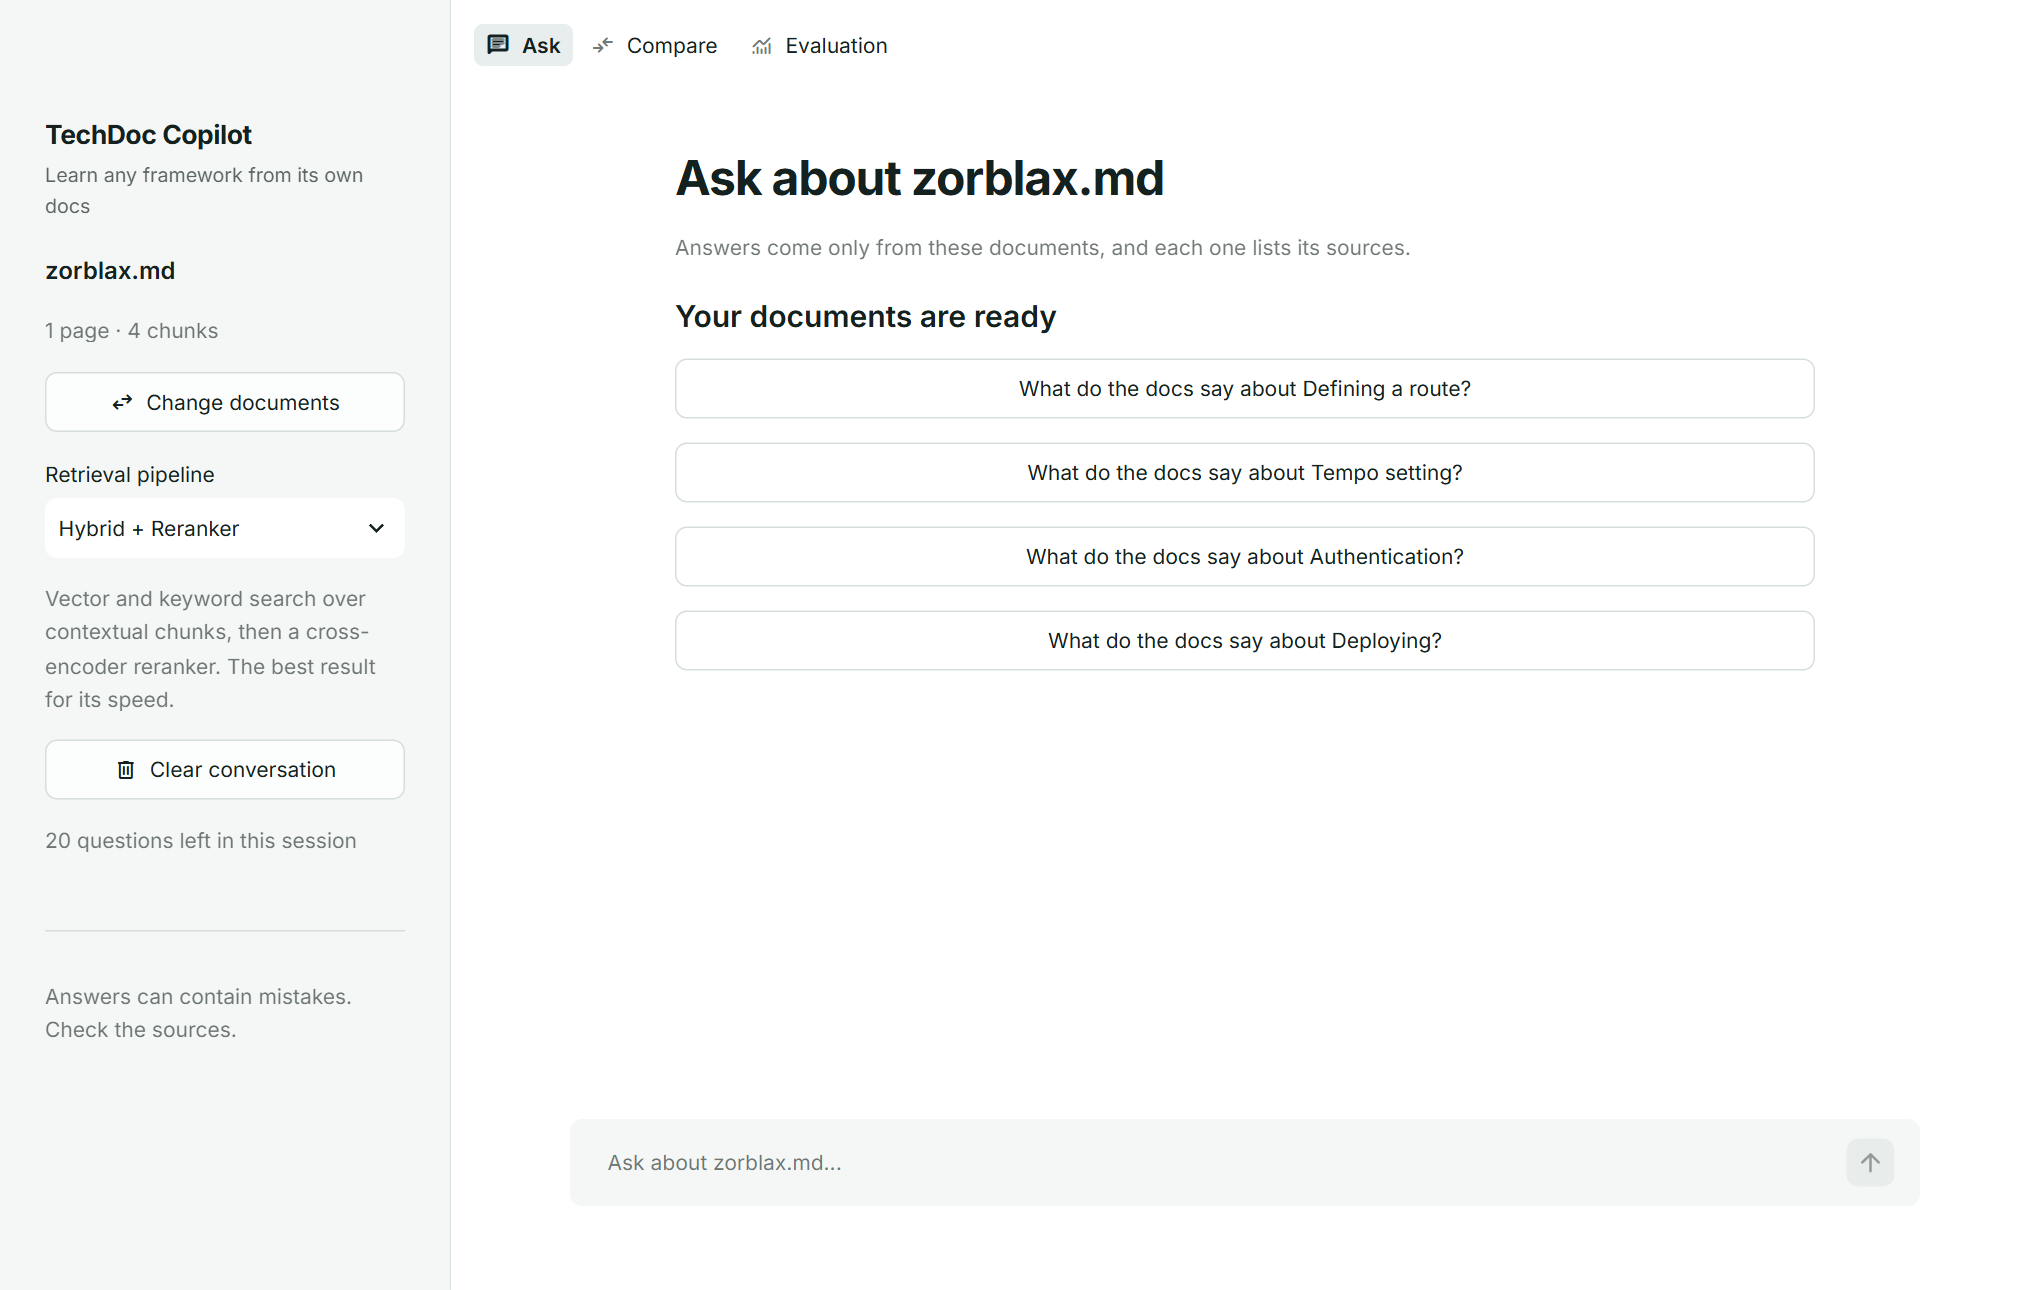 TechDoc Copilot
Learn any framework from its own
docs
zorblax.md
1 page · 4 chunks
Change documents
Retrieval pipeline
Hybrid + Reranker
Vector and keyword search over
contextual chunks, then a cross-
encoder reranker. The best result
for its speed.
Clear conversation
20 questions left in this session
Answers can contain mistakes.
Check the sources.
Ask
Compare
Evaluation
Ask about zorblax.md
Answers come only from these documents, and each one lists its sources.
Your documents are ready
What do the docs say about Defining a route?
What do the docs say about Tempo setting?
What do the docs say about Authentication?
What do the docs say about Deploying?
Ask about zorblax.md...